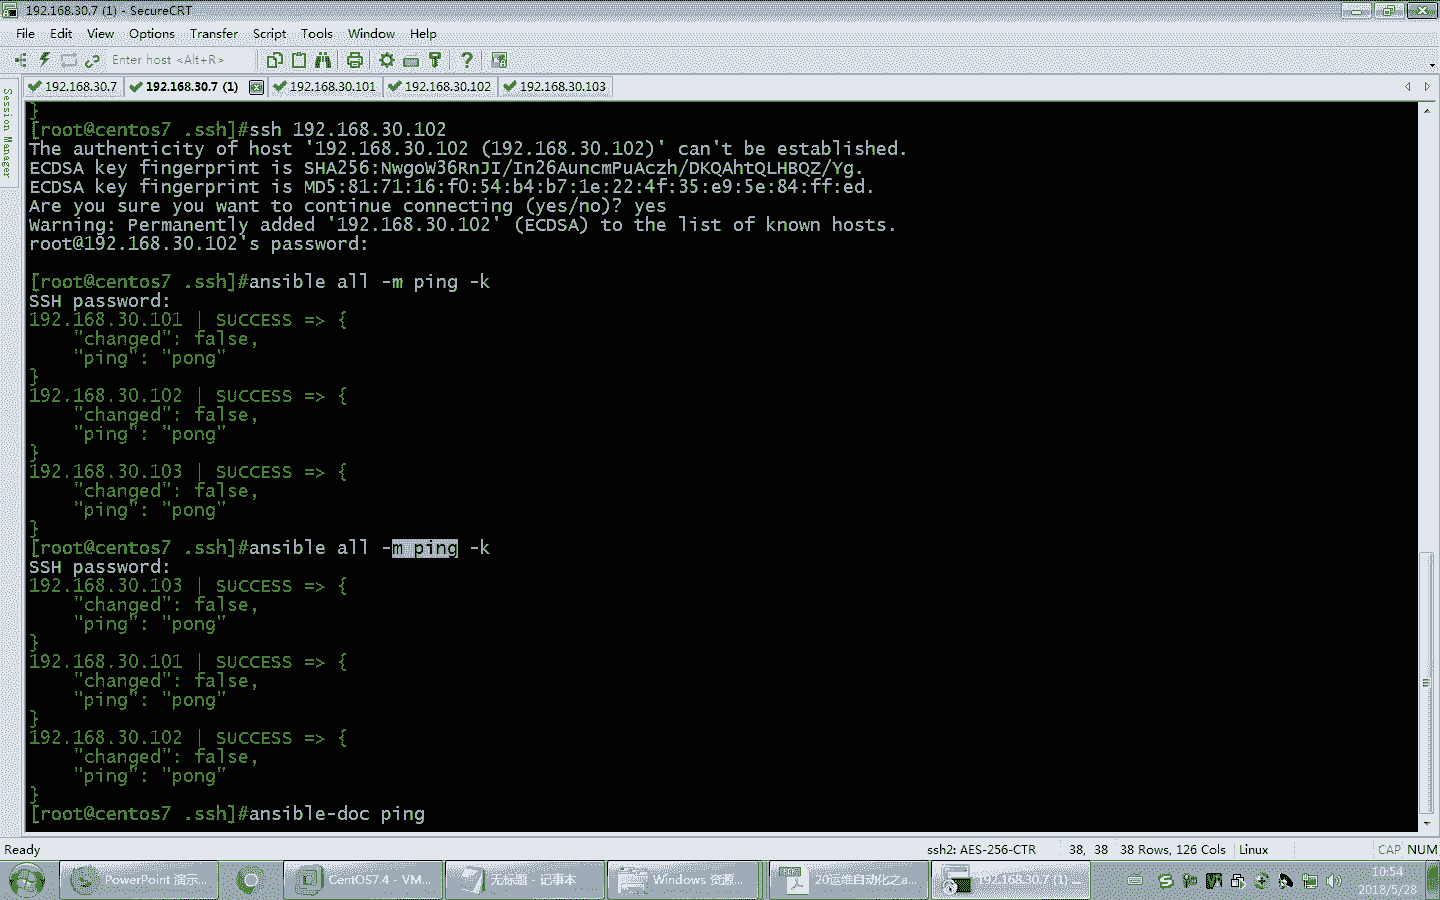 192.168.30.7 (1) - SecureCRT
File Edit View Options Transfer Script Tools Window Help
Enter host <Alt+R>
192.168.30.7 192.168.30.7 (1) 192.168.30.101 192.168.30.102 192.168.30.103
Session Manager
}
[root@centos7 .ssh]#ssh 192.168.30.102
The authenticity of host '192.168.30.102 (192.168.30.102)' can't be established.
ECDSA key fingerprint is SHA256:NwgoW36RnJI/In26AuncmPuAczh/DKQAhtQLHBQZ/Yg.
ECDSA key fingerprint is MD5:81:71:16:f0:54:b4:b7:1e:22:4f:35:e9:5e:84:ff:ed.
Are you sure you want to continue connecting (yes/no)? yes
Warning: Permanently added '192.168.30.102' (ECDSA) to the list of known hosts.
root@192.168.30.102's password:
[root@centos7 .ssh]#ansible all -m ping -k
SSH password:
192.168.30.101 | SUCCESS => {
"changed": false,
"ping": "pong"
}
192.168.30.102 | SUCCESS => {
"changed": false,
"ping": "pong"
}
192.168.30.103 | SUCCESS => {
"changed": false,
"ping": "pong"
}
[root@centos7 .ssh]#ansible all -m ping -k
SSH password:
192.168.30.103 | SUCCESS => {
"changed": false,
"ping": "pong"
}
192.168.30.101 | SUCCESS => {
"changed": false,
"ping": "pong"
}
192.168.30.102 | SUCCESS => {
"changed": false,
"ping": "pong"
}
[root@centos7 .ssh]#ansible-doc ping
Ready ssh2: AES-256-CTR 38, 38 38 Rows, 126 Cols Linux CAP NUM
PowerPoint 演示... CentOS7.4 - VM... 无标题 - 记事本 Windows 资源... 20运维自动化之a... 192.168.30.7 (1) ... 10:54
2018/5/28